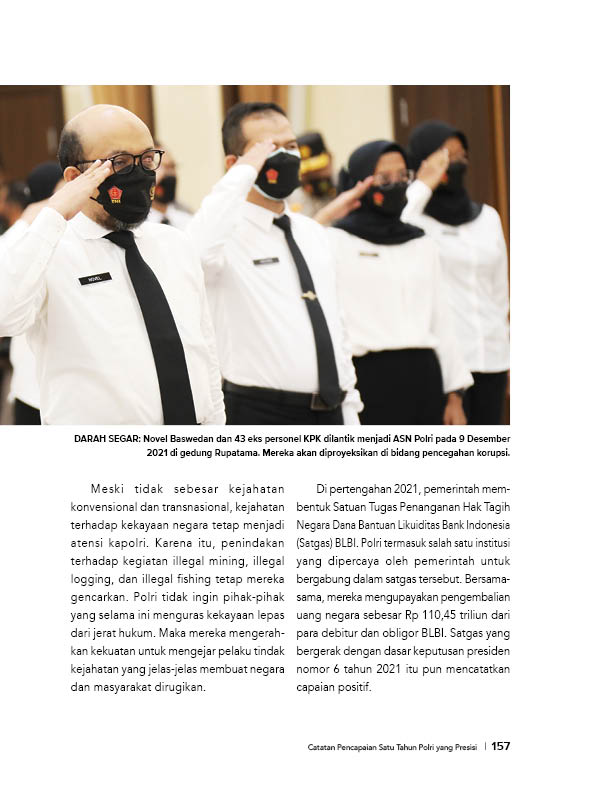 NOVEL
DARAH SEGAR: Novel Baswedan dan 43 eks personel KPK dilantik menjadi ASN Polri pada 9 Desember
2021 di gedung Rupatama. Mereka akan diproyeksikan di bidang pencegahan korupsi.
Meski tidak sebesar kejahatan
konvensional dan transnasional, kejahatan
terhadap kekayaan negara tetap menjadi
atensi kapolri. Karena itu, penindakan
terhadap kegiatan illegal mining, illegal
logging, dan illegal fishing tetap mereka
gencarkan. Polri tidak ingin pihak-pihak
yang selama ini menguras kekayaan lepas
dari jerat hukum. Maka mereka mengerah-
kan kekuatan untuk mengejar pelaku tindak
kejahatan yang jelas-jelas membuat negara
dan masyarakat dirugikan.
Di pertengahan 2021, pemerintah mem-
bentuk Satuan Tugas Penanganan Hak Tagih
Negara Dana Bantuan Likuiditas Bank Indonesia
(Satgas) BLBI. Polri termasuk salah satu institusi
yang dipercaya oleh pemerintah untuk
bergabung dalam satgas tersebut. Bersama-
sama, mereka mengupayakan pengembalian
uang negara sebesar Rp 110,45 triliun dari
para debitur dan obligor BLBI. Satgas yang
bergerak dengan dasar keputusan presiden
nomor 6 tahun 2021 itu pun mencatatkan
capaian positif.
Catatan Pencapaian Satu Tahun Polri yang Presisi | 157